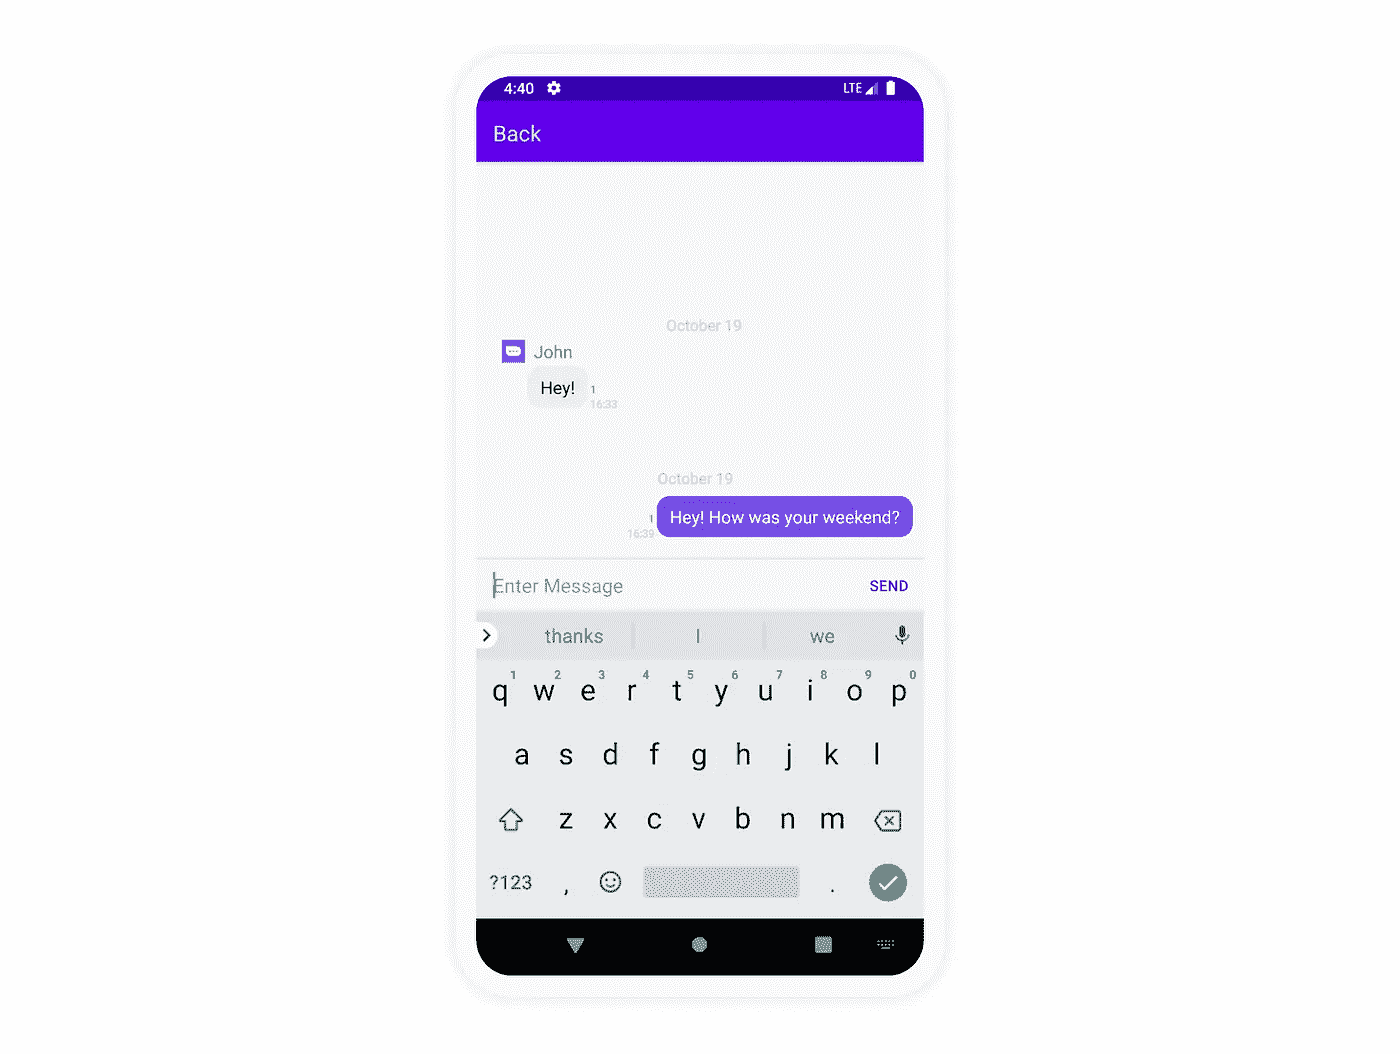 4:40 LTE
Back
October 19
John
Hey! 1
16:33
October 19
1 Hey! How was your weekend?
16:39
Enter Message SEND
thanks I we
1 2 3 4 5 6 7 8 9 0
q w e r t y u i o p
a s d f g h j k l
z x c v b n m
?123 , .